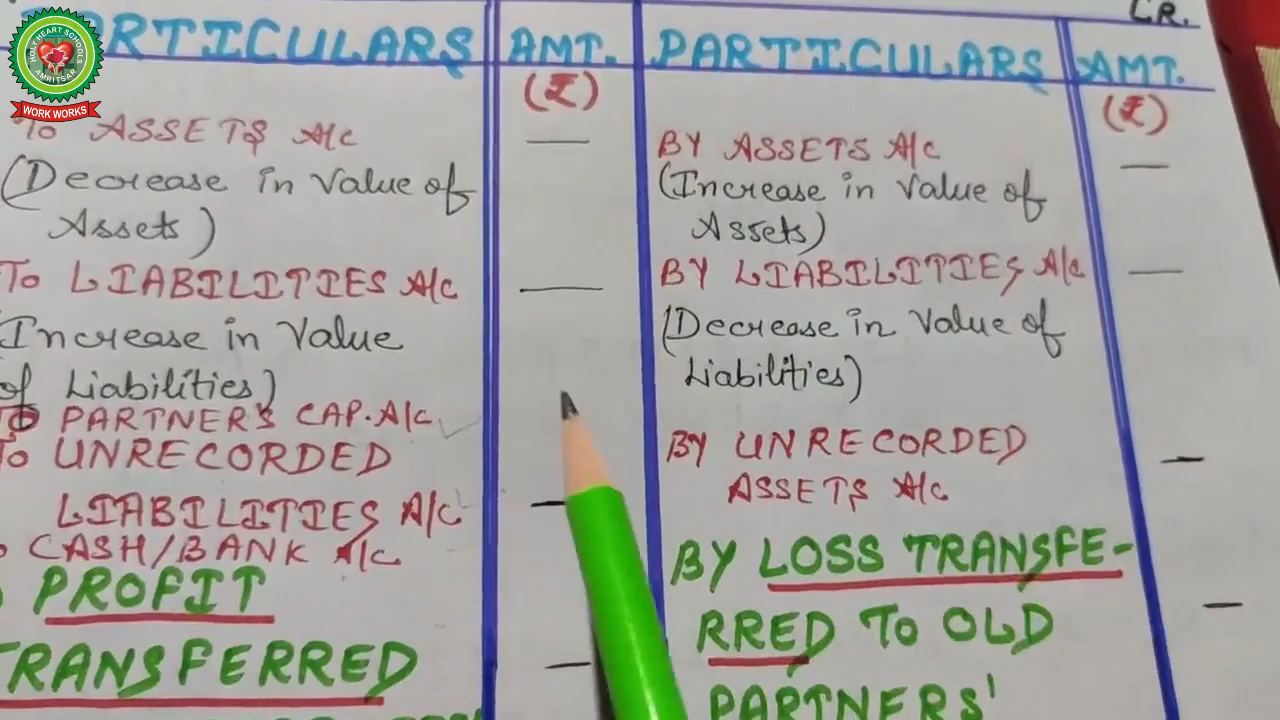 HOLY HEART SCHOOLS
AMRITSAR
WORK WORKS
CR.
PARTICULARS AMT. PARTICULARS AMT.
(₹) (₹)
TO ASSETS A/c — BY ASSETS A/c —
(Decrease in Value of (Increase in Value of
Assets) Assets)
To LIABILITIES A/c — BY LIABILITIES A/c —
(Increase in Value (Decrease in Value of
of Liabilities) Liabilities)
TO PARTNER'S CAP. A/c
To UNRECORDED BY UNRECORDED —
LIABILITIES A/c — ASSETS A/c
CASH/BANK A/c
PROFIT BY LOSS TRANSFE-
TRANSFERRED — RRED TO OLD —
PARTNERS'